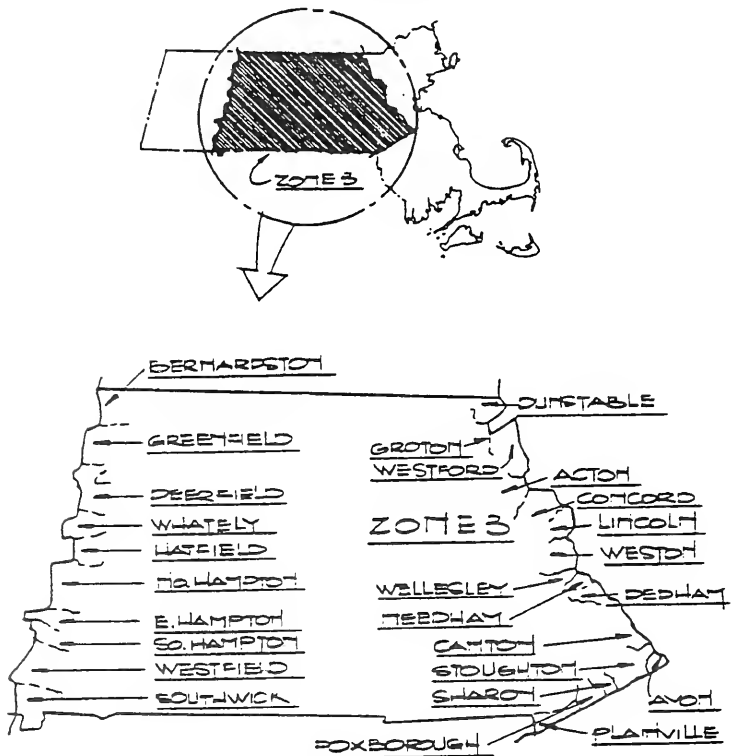 ZONE 3
BERNARDSTON
DUNSTABLE
GREENFIELD
GROTON
WESTFORD
ACTON
DEERFIELD
CONCORD
WHATELY
ZONE 3
LINCOLN
HATFIELD
WESTON
NO. HAMPTON
WELLESLEY
NEEDHAM
DEDHAM
E. HAMPTON
SO. HAMPTON
CANTON
WESTFIELD
STOUGHTON
SOUTHWICK
SHARON
AVON
PLAINVILLE
FOXBOROUGH